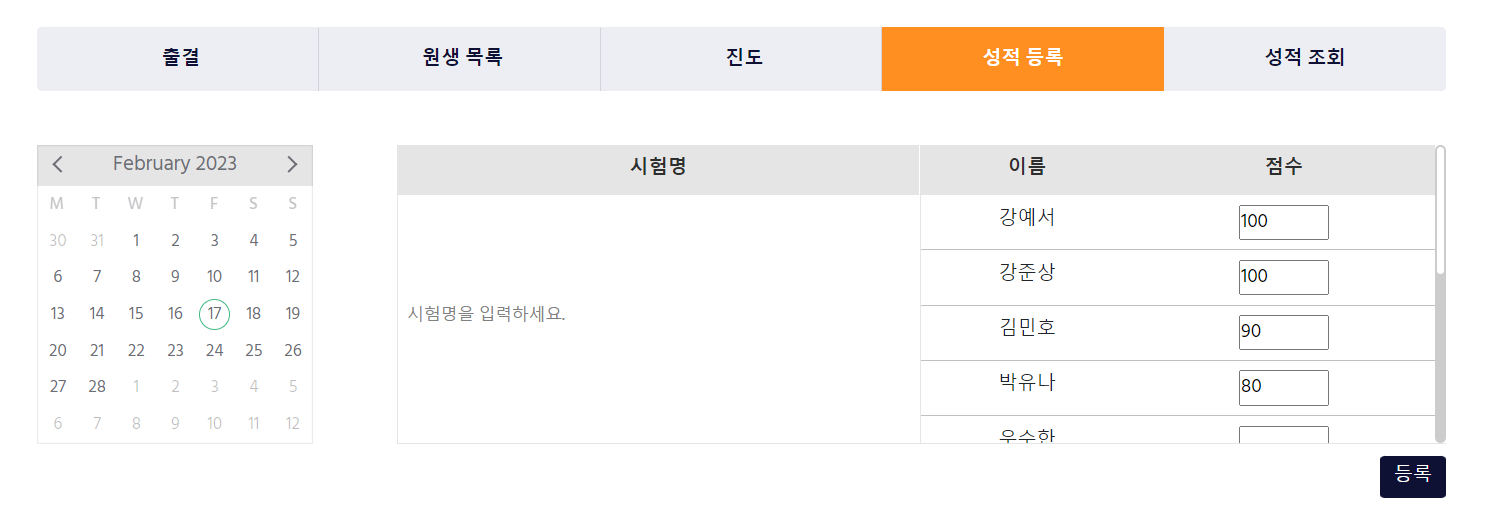 출결 원생 목록 진도 성적 등록 성적 조회
February 2023
M T W T F S S
30 31 1 2 3 4 5
6 7 8 9 10 11 12
13 14 15 16 17 18 19
20 21 22 23 24 25 26
27 28 1 2 3 4 5
6 7 8 9 10 11 12
시험명 이름 점수
시험명을 입력하세요.
강예서 100
강준상 100
김민호 90
박유나 80
등록